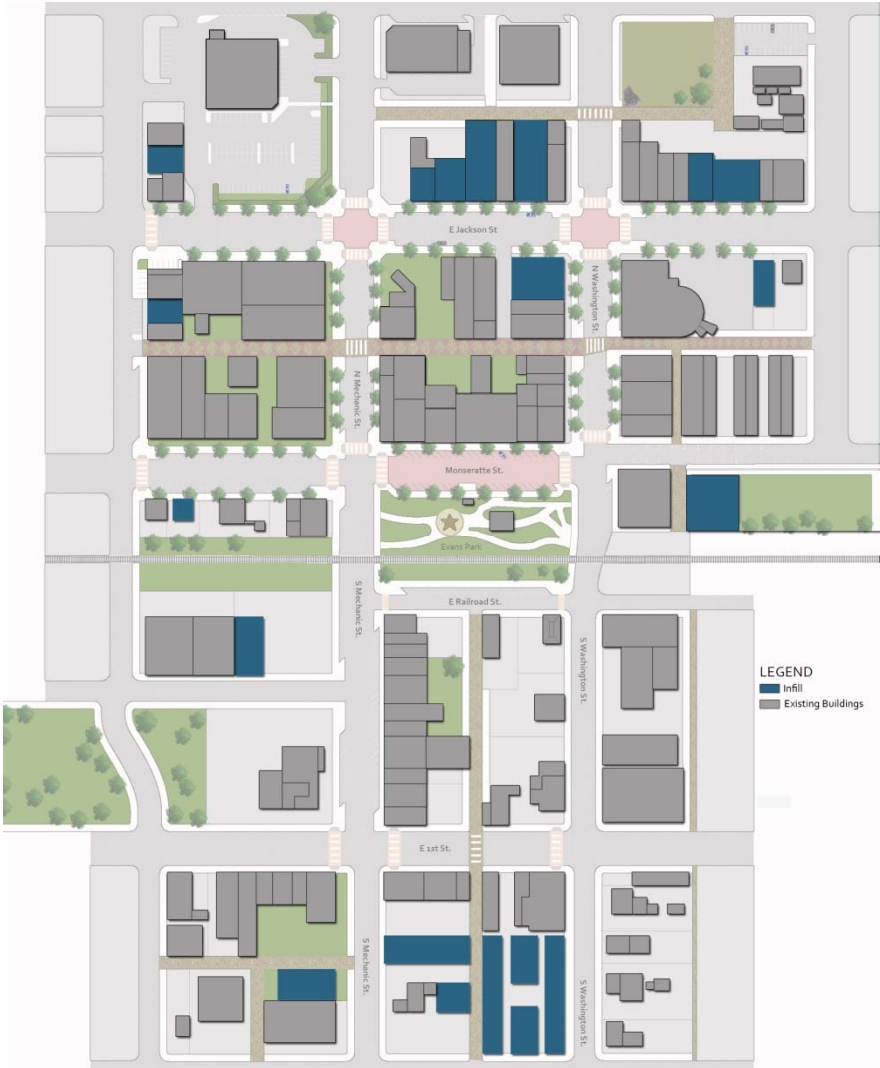 E Jackson St
N Washington St.
N Mechanic St.
Monseratte St.
Evans Park
E Railroad St.
S Mechanic St.
S Washington St.
LEGEND
Infill
Existing Buildings
E 1st St.
S Mechanic St.
S Washington St.